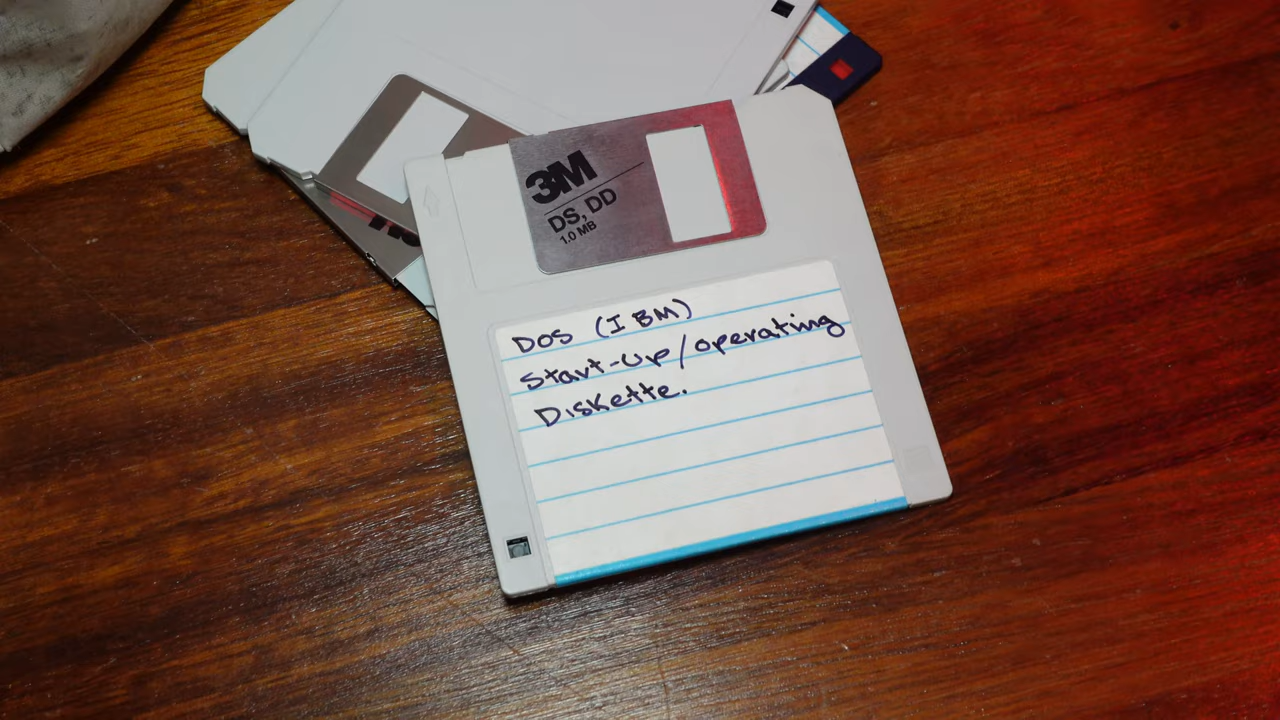 3M
DS, DD
1.0 MB
DOS (IBM)
Start-Up/operating
Diskette.